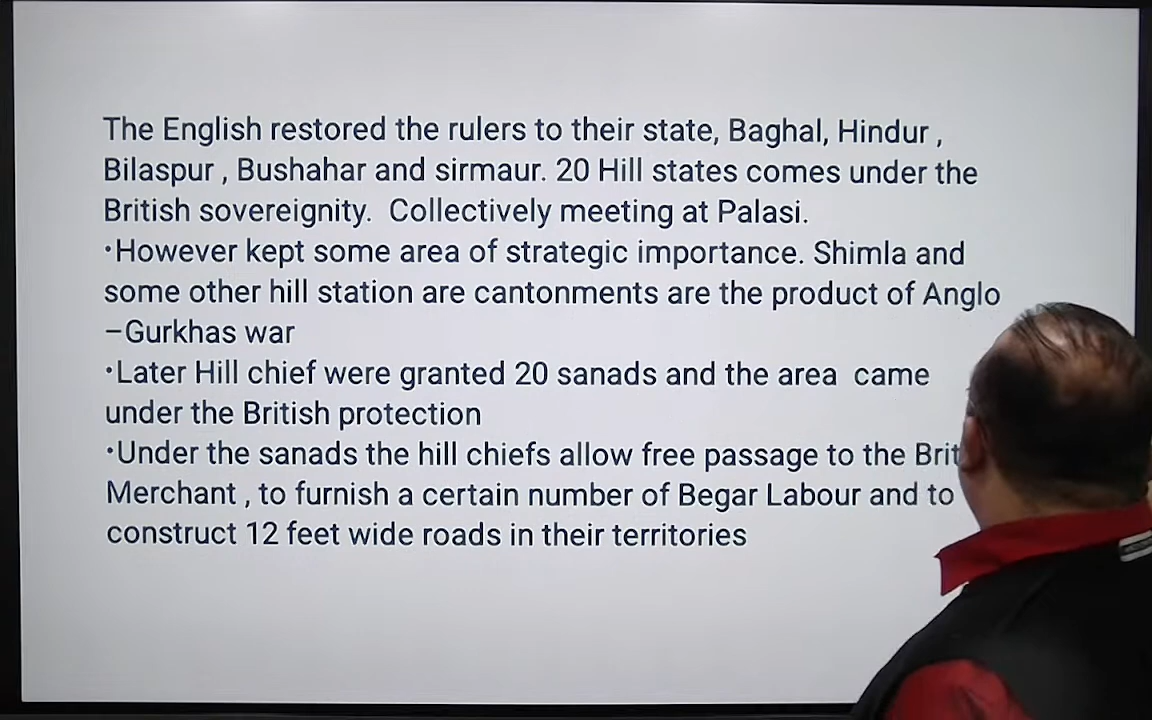 The English restored the rulers to their state, Baghal, Hindur ,
Bilaspur , Bushahar and sirmaur. 20 Hill states comes under the
British sovereignity.  Collectively meeting at Palasi.
•However kept some area of strategic importance. Shimla and
some other hill station are cantonments are the product of Anglo
–Gurkhas war
•Later Hill chief were granted 20 sanads and the area  came
under the British protection
•Under the sanads the hill chiefs allow free passage to the Brit
Merchant , to furnish a certain number of Begar Labour and to
construct 12 feet wide roads in their territories